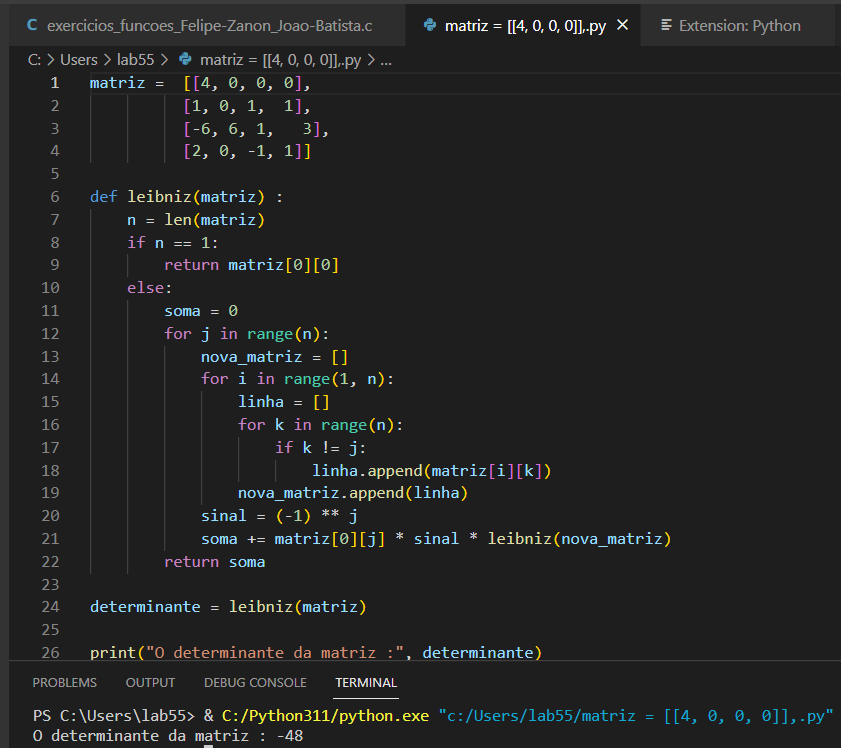 exercicios_funcoes_Felipe-Zanon_Joao-Batista.c matriz = [[4, 0, 0, 0]],.py Extension: Python
C: > Users > lab55 > matriz = [[4, 0, 0, 0]],.py > ...
1 matriz =  [[4, 0, 0, 0],
2           [1, 0, 1,  1],
3           [-6, 6, 1,   3],
4           [2, 0, -1, 1]]
5
6 def leibniz(matriz) :
7     n = len(matriz)
8     if n == 1:
9         return matriz[0][0]
10     else:
11         soma = 0
12         for j in range(n):
13             nova_matriz = []
14             for i in range(1, n):
15                 linha = []
16                 for k in range(n):
17                     if k != j:
18                         linha.append(matriz[i][k])
19                 nova_matriz.append(linha)
20             sinal = (-1) ** j
21             soma += matriz[0][j] * sinal * leibniz(nova_matriz)
22         return soma
23
24 determinante = leibniz(matriz)
25
26 print("O determinante da matriz :", determinante)
PROBLEMS OUTPUT DEBUG CONSOLE TERMINAL
PS C:\Users\lab55> & C:/Python311/python.exe "c:/Users/lab55/matriz = [[4, 0, 0, 0]],.py"
O determinante da matriz : -48